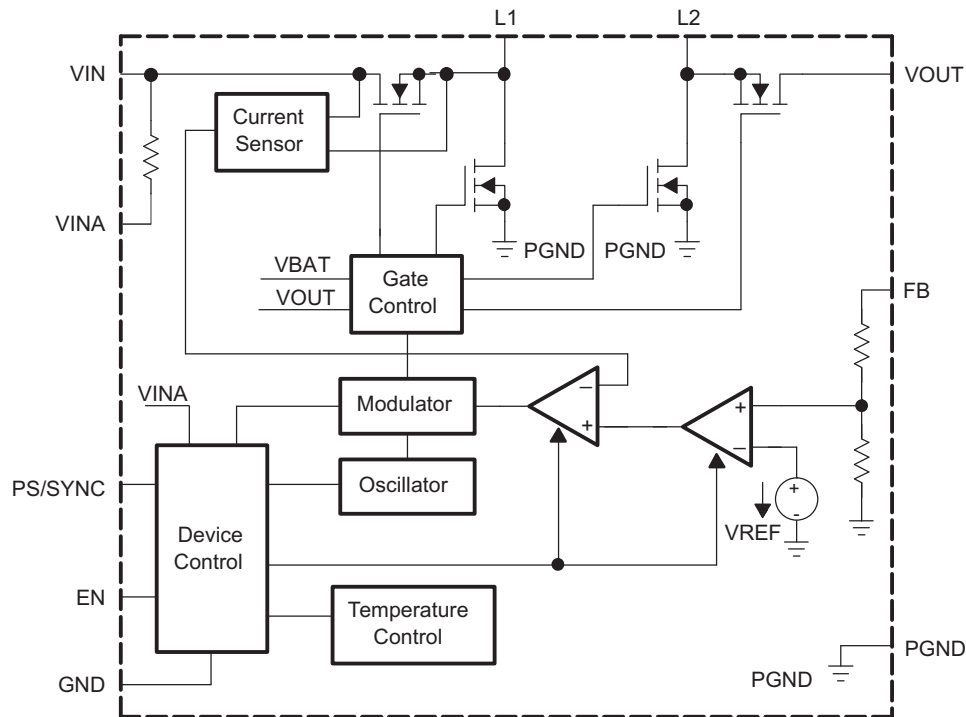 L1
L2
VIN
VOUT
Current
Sensor
VINA
PGND
PGND
VBAT
VOUT
Gate
Control
FB
VINA
Modulator
−
+
+
−
PS/SYNC
Oscillator
Device
Control
VREF
+
-
EN
Temperature
Control
GND
PGND
PGND